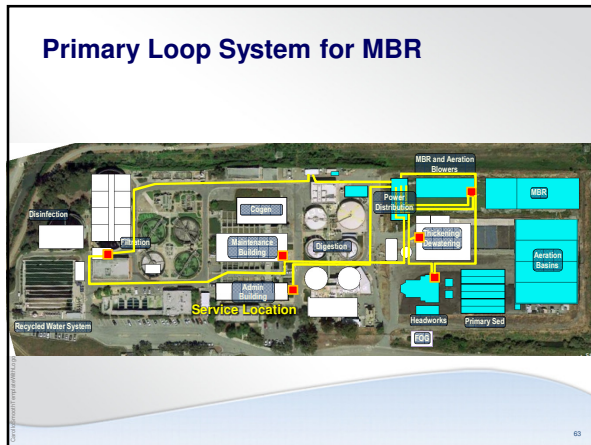 Primary Loop System for MBR
MBR and Aeration
Blowers
MBR
Power
Distribution
Cogen
Disinfection
Filtration
Maintenance
Building
Digestion
Thickening/
Dewatering
Aeration
Basins
Admin
Building
Service Location
Recycled Water System
Headworks
Primary Sed
FOG
63